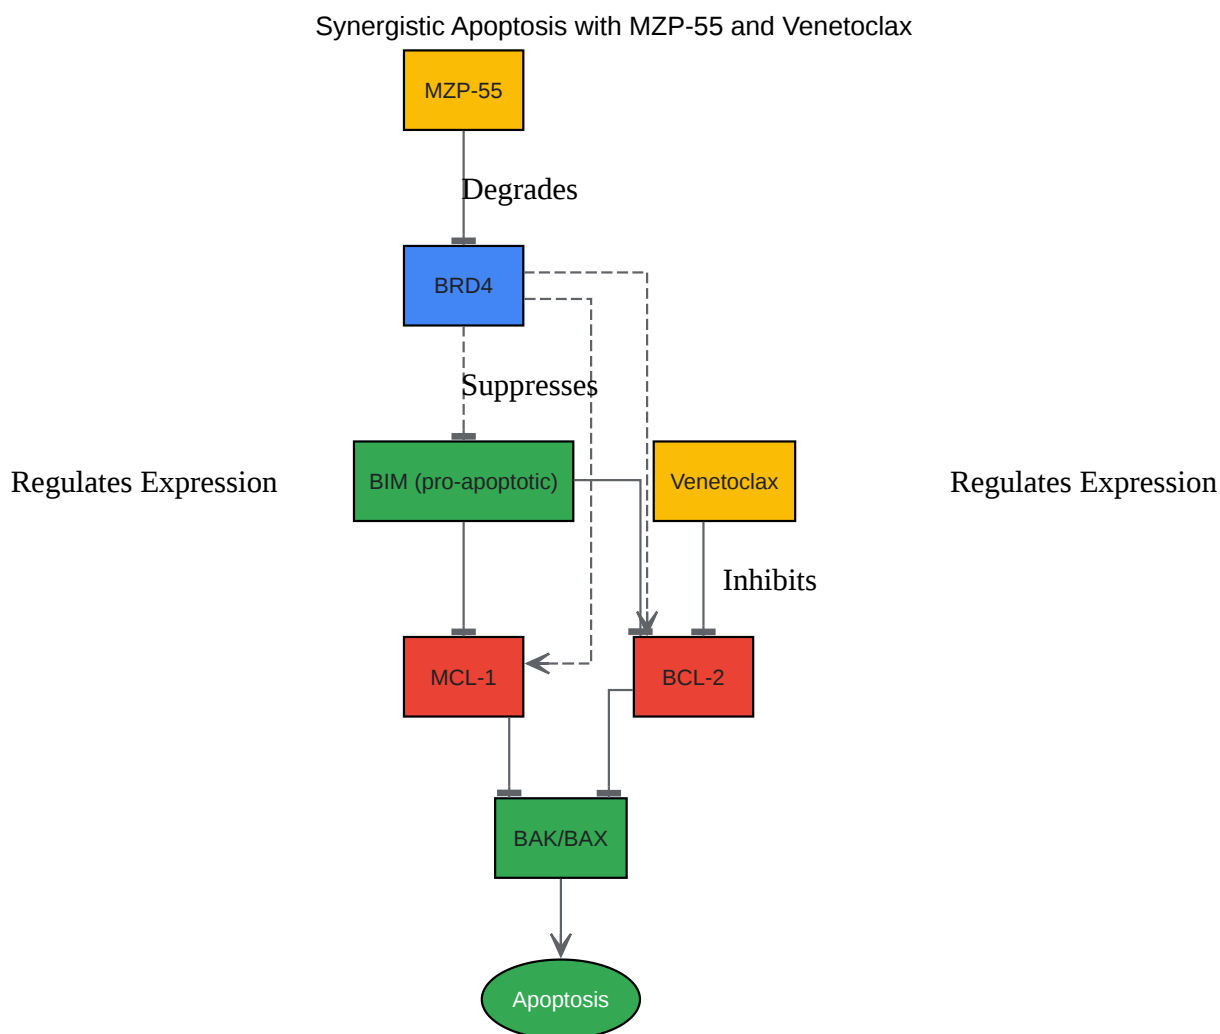 Synergistic Apoptosis with MZP-55 and Venetoclax
MZP-55
Degrades
BRD4
Suppresses
Regulates Expression
BIM (pro-apoptotic)
Venetoclax
Regulates Expression
Inhibits
MCL-1
BCL-2
BAK/BAX
Apoptosis